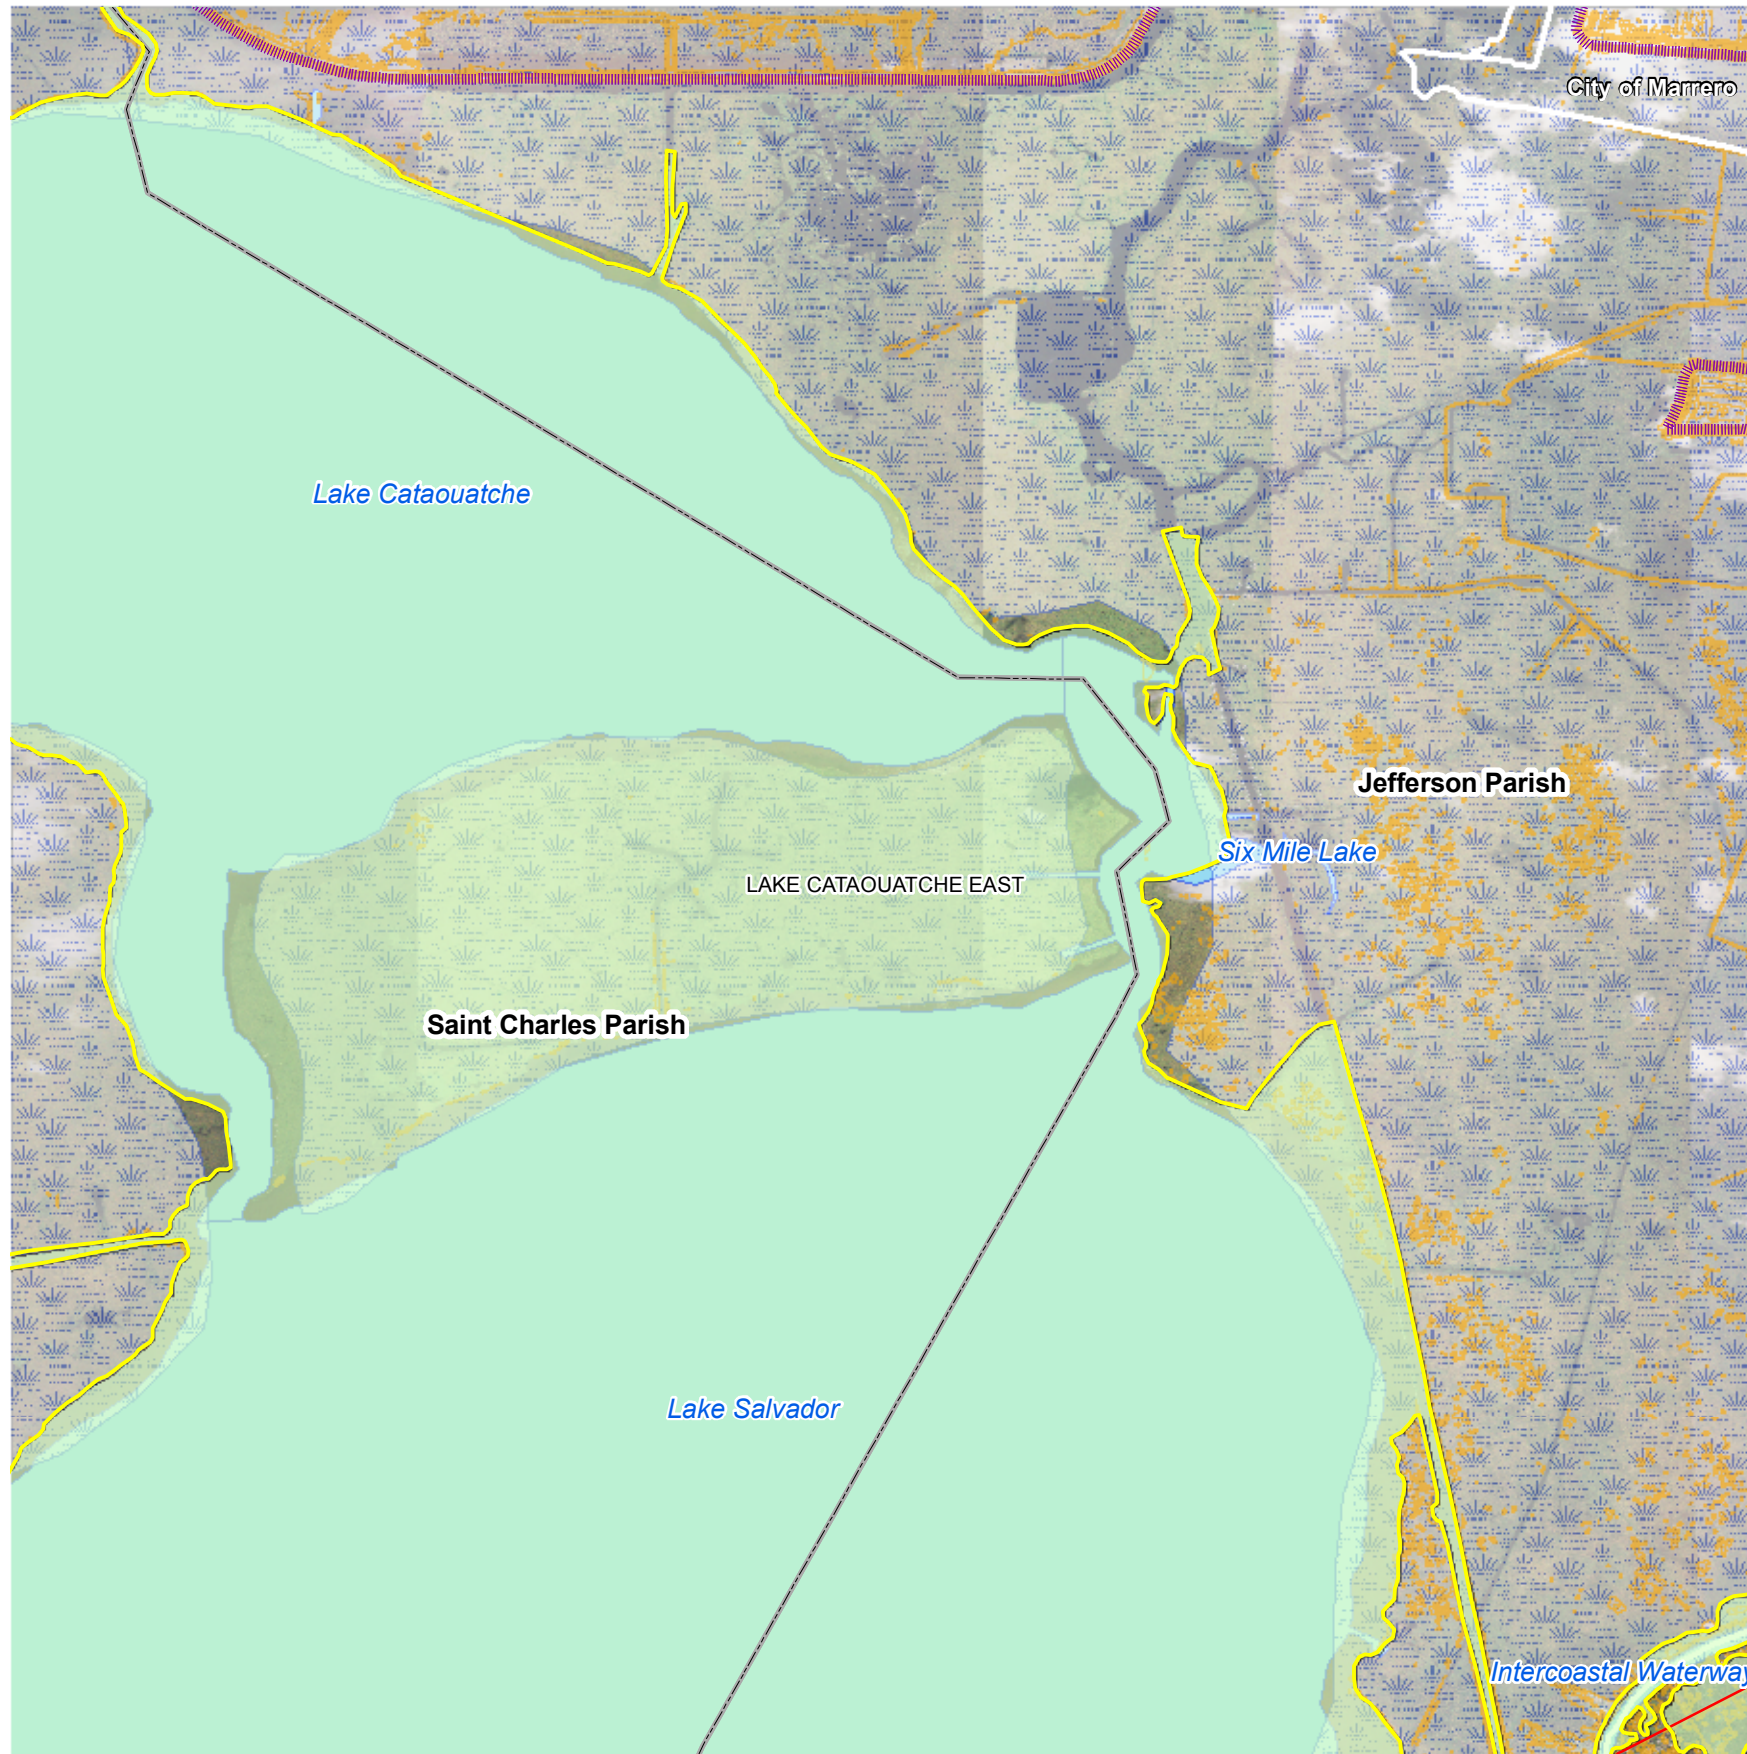 City of Marrero
Lake Cataouatche
Jefferson Parish
Six Mile Lake
LAKE CATAOUATCHE EAST
Saint Charles Parish
Lake Salvador
Intercoastal Waterway